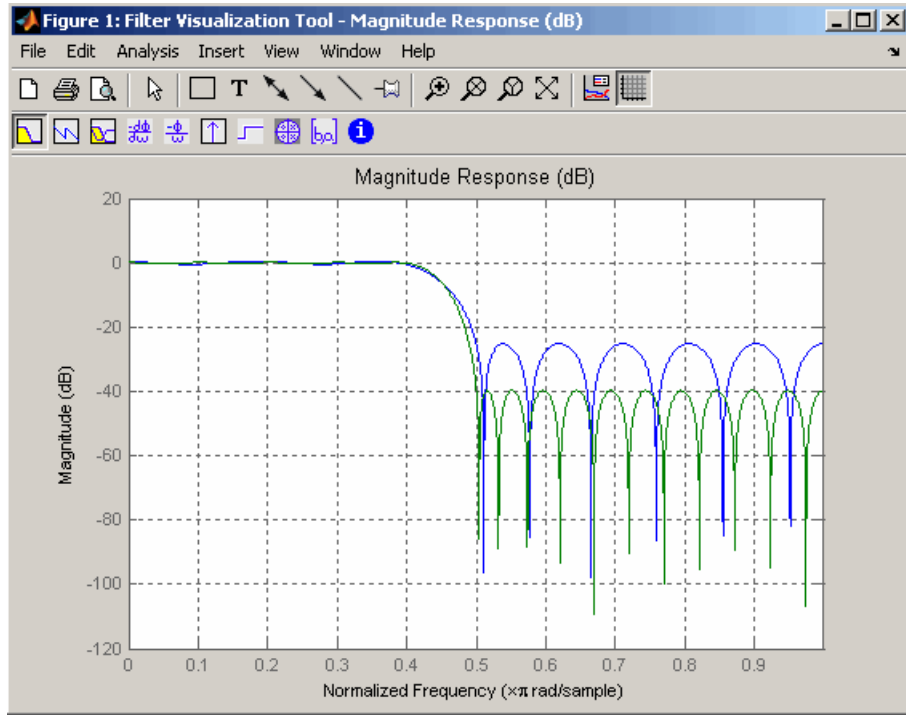 Figure 1: Filter Visualization Tool - Magnitude Response (dB)
File Edit Analysis Insert View Window Help
T
[b,a] i
Magnitude Response (dB)
20
0
-20
-40
-60
-80
-100
-120
Magnitude (dB)
0 0.1 0.2 0.3 0.4 0.5 0.6 0.7 0.8 0.9
Normalized Frequency (×π rad/sample)